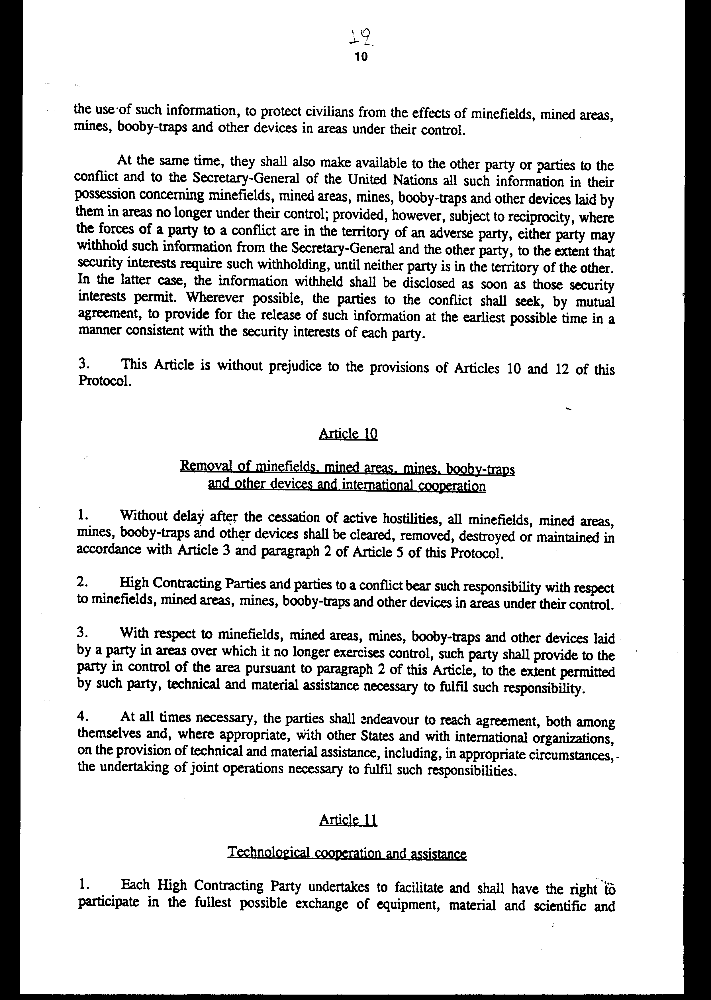 10
the use of such information, to protect civilians from the effects of minefields, mined areas,
mines, booby-traps and other devices in areas under their control.
At the same time, they shall also make available to the other party or parties to the
conflict and to the Secretary-General of the United Nations all such information in their
possession concerning minefields, mined areas, mines, booby-traps and other devices laid by
them in areas no longer under their control; provided, however, subject to reciprocity, where
the forces of a party to a conflict are in the territory of an adverse party, either party may
withhold such information from the Secretary-General and the other party, to the extent that
security interests require such withholding, until neither party is in the territory of the other.
In the latter case, the information withheld shall be disclosed as soon as those security
interests permit. Wherever possible, the parties to the conflict shall seek, by mutual
agreement, to provide for the release of such information at the earliest possible time in a
manner consistent with the security interests of each party.
3. This Article is without prejudice to the provisions of Articles 10 and 12 of this
Protocol.
Article 10
Removal of minefields, mined areas, mines, booby-traps
and other devices and international cooperation
1. Without delay after the cessation of active hostilities, all minefields, mined areas,
mines, booby-traps and other devices shall be cleared, removed, destroyed or maintained in
accordance with Article 3 and paragraph 2 of Article 5 of this Protocol.
2. High Contracting Parties and parties to a conflict bear such responsibility with respect
to minefields, mined areas, mines, booby-traps and other devices in areas under their control.
3. With respect to minefields, mined areas, mines, booby-traps and other devices laid
by a party in areas over which it no longer exercises control, such party shall provide to the
party in control of the area pursuant to paragraph 2 of this Article, to the extent permitted
by such party, technical and material assistance necessary to fulfil such responsibility.
4. At all times necessary, the parties shall endeavour to reach agreement, both among
themselves and, where appropriate, with other States and with international organizations,
on the provision of technical and material assistance, including, in appropriate circumstances,
the undertaking of joint operations necessary to fulfil such responsibilities.
Article 11
Technological cooperation and assistance
1. Each High Contracting Party undertakes to facilitate and shall have the right to
participate in the fullest possible exchange of equipment, material and scientific and